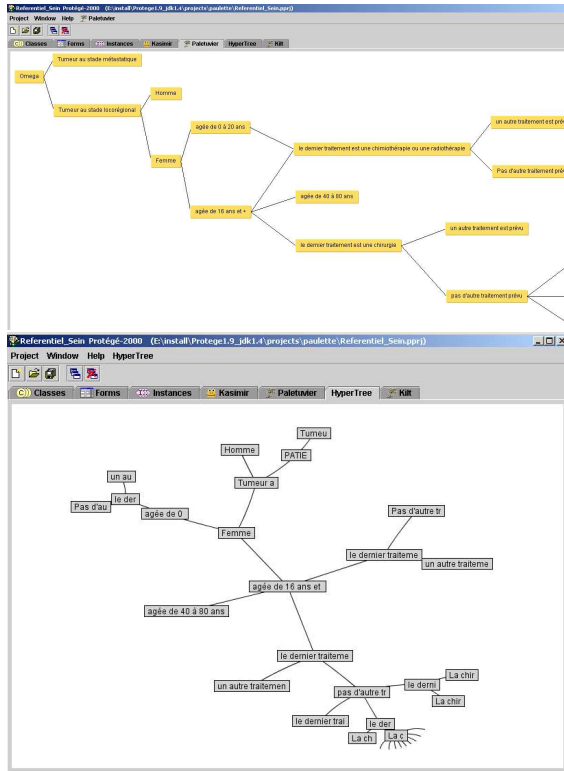 Referentiel_Sein Protégé-2000 (E:\install\Protege1.9_jdk1.4\projects\paulette\Referentiel_Sein.pprj)
Project Window Help Paletuvier
Classes Forms Instances Kasimir Paletuvier HyperTree Kilt
Tumeur au stade métastatique
Omega
Homme
Tumeur au stade locorégional
un autre traitement est prév
agée de 0 à 20 ans
le dernier traitement est une chimiothérapie ou une radiothérapie
Femme
Pas d'autre traitement prév
agée de 40 à 80 ans
agée de 16 ans et +
un autre traitement est prévu
le dernier traitement est une chirurgie
pas d'autre traitement prévu
Referentiel_Sein Protégé-2000 (E:\install\Protege1.9_jdk1.4\projects\paulette\Referentiel_Sein.pprj)
Project Window Help HyperTree
Classes Forms Instances Kasimir Paletuvier HyperTree Kilt
Tumeu
Homme
PATIE
un au
Tumeur a
le der
Pas d'au
agée de 0
Pas d'autre tr
Femme
le dernier traiteme
un autre traiteme
agée de 16 ans et
agée de 40 à 80 ans
le dernier traiteme
La chir
un autre traitemen
le derni
pas d'autre tr
La chir
le dernier trai
le der
La ch
La c